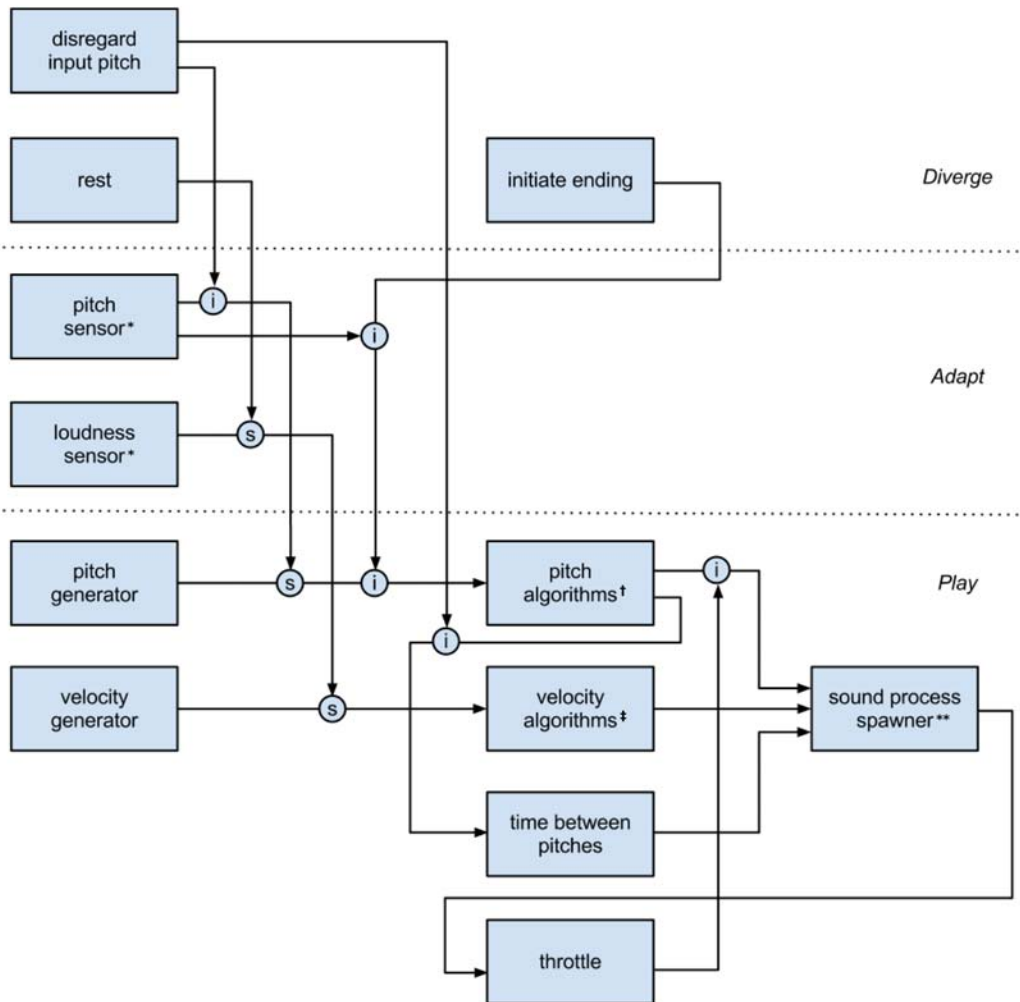 disregard
input pitch
rest
initiate ending
Diverge
pitch
sensor*
i
i
Adapt
loudness
sensor*
s
pitch
generator
s
i
pitch
algorithms†
i
Play
i
velocity
generator
s
velocity
algorithms‡
sound process
spawner**
time between
pitches
throttle